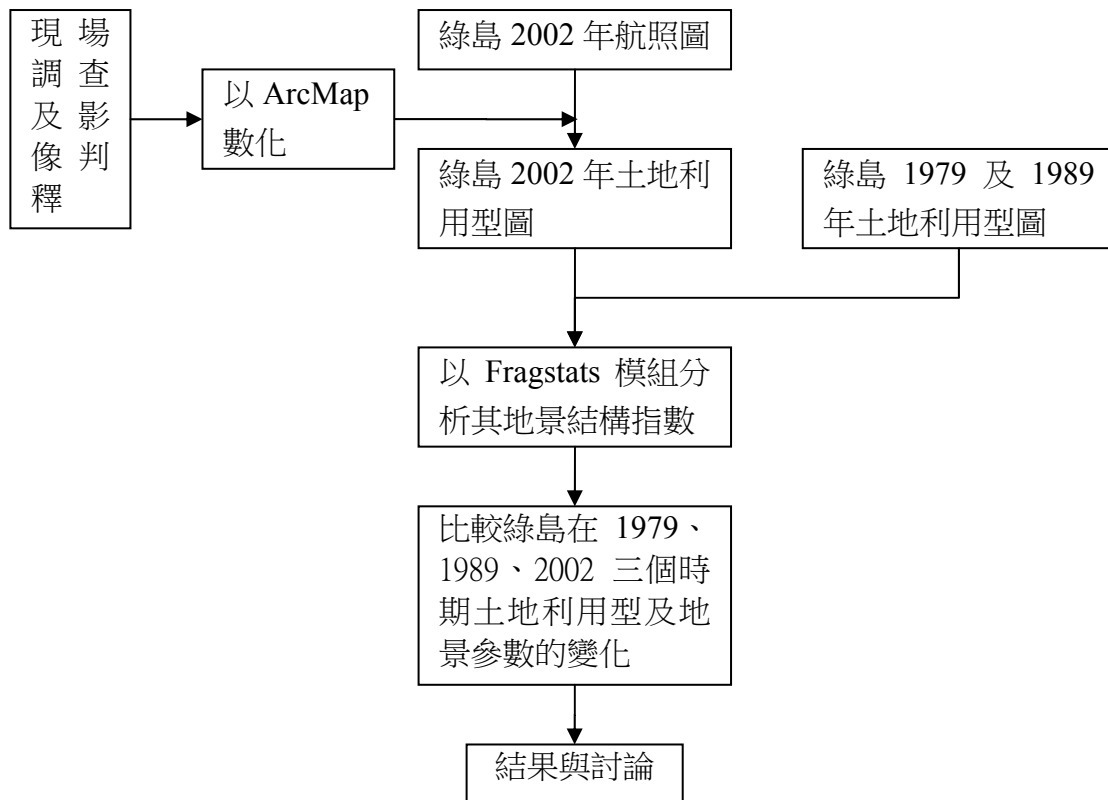 現場
調查
及影
像判
釋
以 ArcMap
數化
綠島 2002 年航照圖
綠島 2002 年土地利
用型圖
綠島 1979 及 1989
年土地利用型圖
以 Fragstats 模組分
析其地景結構指數
比較綠島在 1979、
1989、2002 三個時
期土地利用型及地
景參數的變化
結果與討論